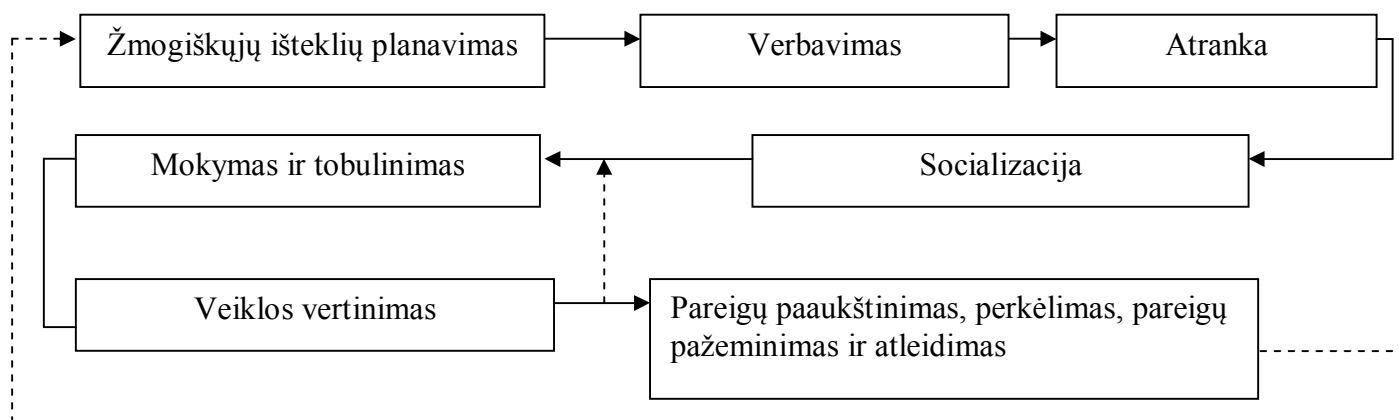 Žmogiškųjų išteklių planavimas
Verbavimas
Atranka
Mokymas ir tobulinimas
Socializacija
Veiklos vertinimas
Pareigų paaukštinimas, perkėlimas, pareigų
pažeminimas ir atleidimas